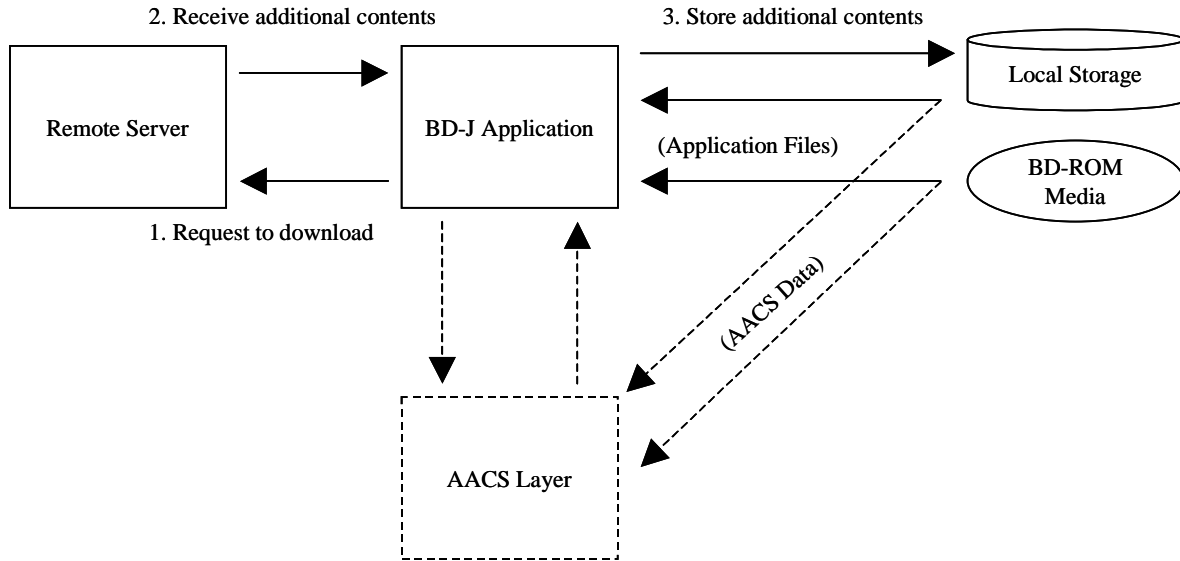 2. Receive additional contents
3. Store additional contents
Remote Server
BD-J Application
Local Storage
(Application Files)
BD-ROM
Media
1. Request to download
(AACS Data)
AACS Layer